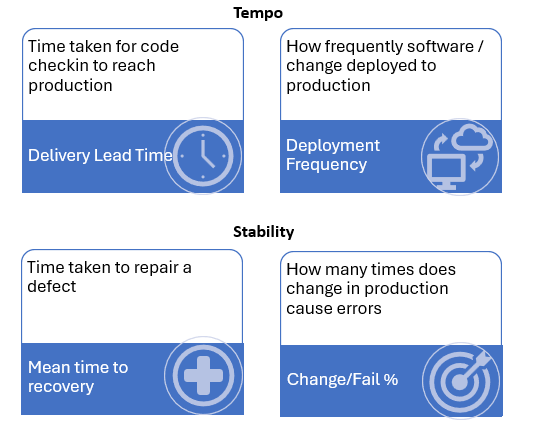 Tempo
Time taken for code
checkin to reach
production
Delivery Lead Time
How frequently software /
change deployed to
production
Deployment
Frequency
Stability
Time taken to repair a
defect
Mean time to
recovery
How many times does
change in production
cause errors
Change/Fail %